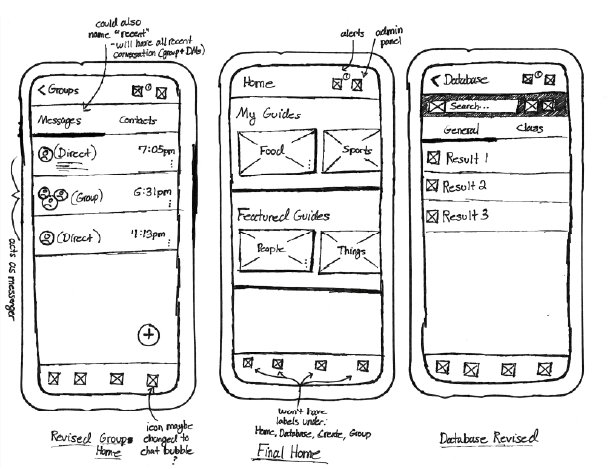 could also
name "recent"
-will have all recent
conversation (group + DMs)
< Groups
Messages
Contacts
(Direct)
7:05pm
(Group)
6:31pm
(Direct)
1:13pm
acts as messager
+
icon maybe
changed to
chat bubble
?
Revised Groups
Home
alerts
admin
panel
Home
My Guides
Food
Sports
Featured Guides
People
Things
won't have
labels under:
Home, Database, Create, Group
Final Home
< Database
Search...
General
Class
Result 1
Result 2
Result 3
Database Revised